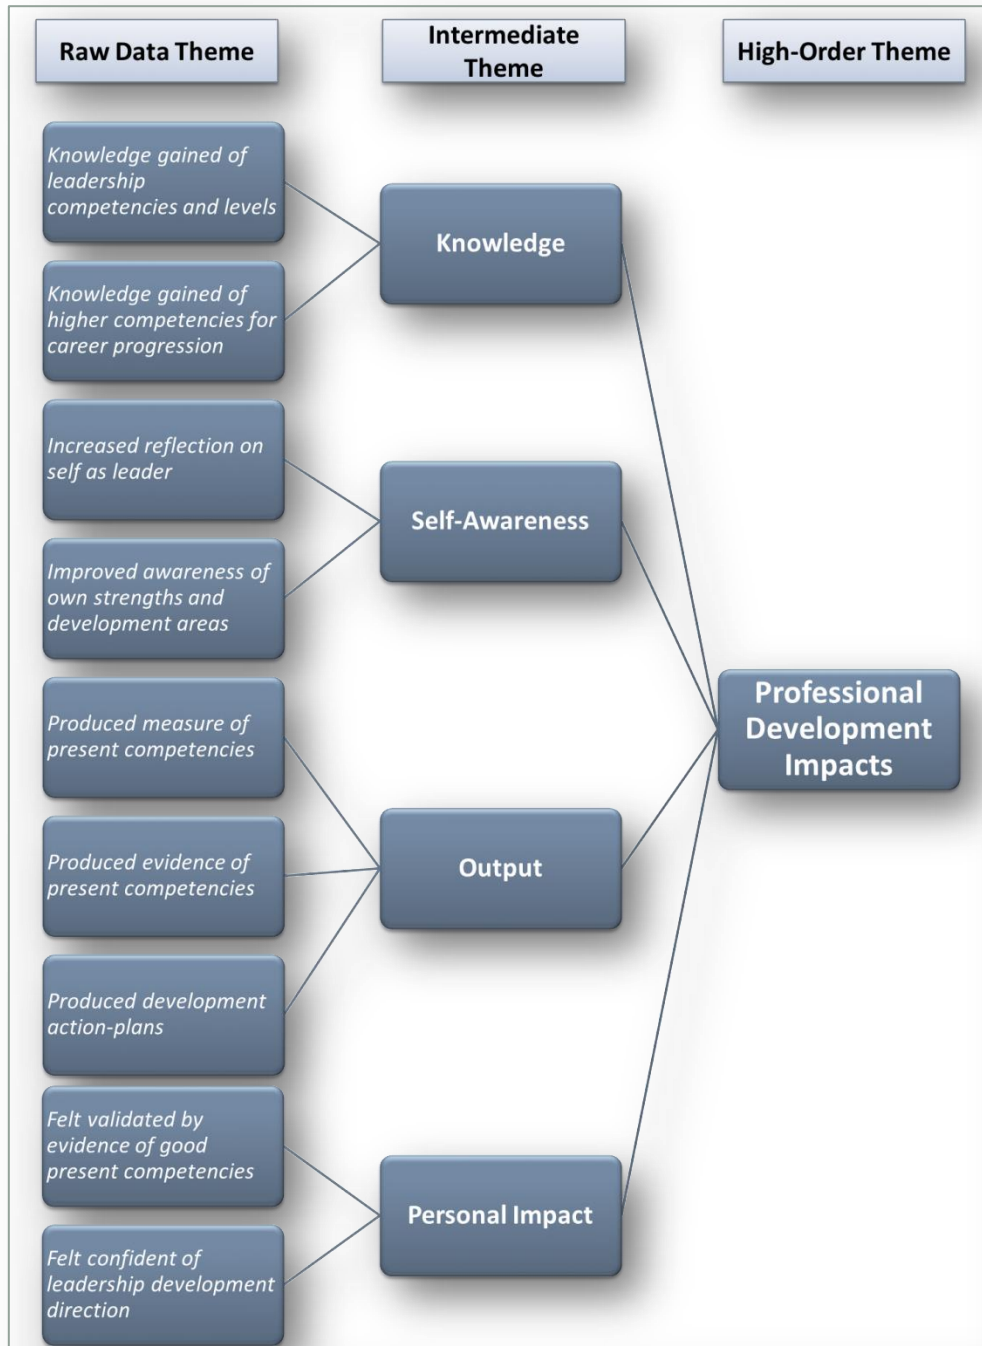 Raw Data Theme
Intermediate
Theme
High-Order Theme
Knowledge gained of
leadership
competencies and levels
Knowledge gained of
higher competencies for
career progression
Increased reflection on
self as leader
Improved awareness of
own strengths and
development areas
Produced measure of
present competencies
Produced evidence of
present competencies
Produced development
action-plans
Felt validated by
evidence of good
present competencies
Felt confident of
leadership development
direction
Knowledge
Self-Awareness
Output
Personal Impact
Professional
Development
Impacts